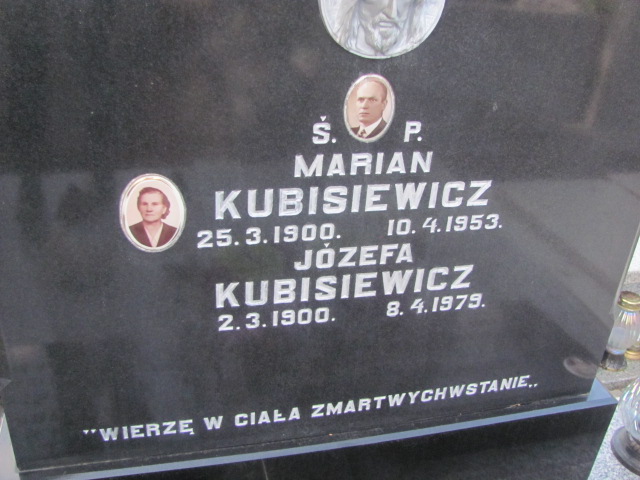 Ś. P.
MARIAN
KUBISIEWICZ
25.3.1900. 10.4.1953.
JÓZEFA
KUBISIEWICZ
2.3.1900. 8.4.1979.
"WIERZĘ W CIAŁA ZMARTWYCHWSTANIE„